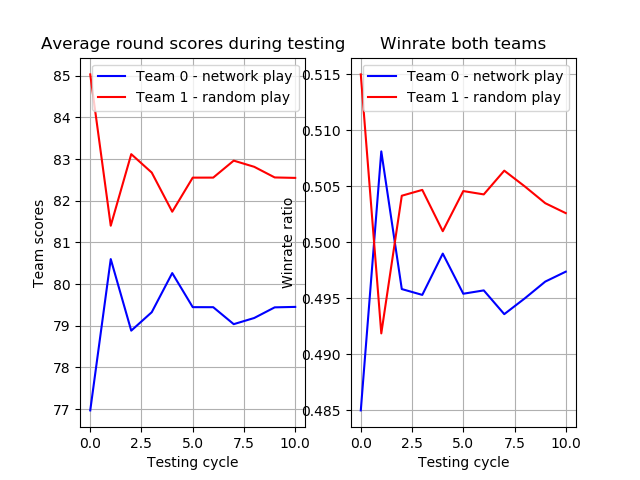 Average round scores during testing
Team 0 - network play
Team 1 - random play
85
84
83
82
81
80
79
78
77
Team scores
0.0 2.5 5.0 7.5 10.0
Testing cycle
Winrate both teams
Team 0 - network play
Team 1 - random play
0.515
0.510
0.505
0.500
0.495
0.490
0.485
Winrate ratio
0.0 2.5 5.0 7.5 10.0
Testing cycle